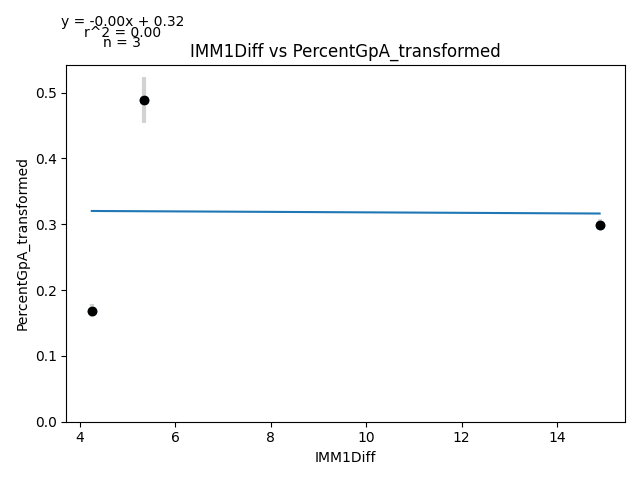 y = -0.00x + 0.32
r^2 = 0.00
n = 3
IMM1Diff vs PercentGpA_transformed
PercentGpA_transformed
0.5
0.4
0.3
0.2
0.1
0.0
4 6 8 10 12 14
IMM1Diff